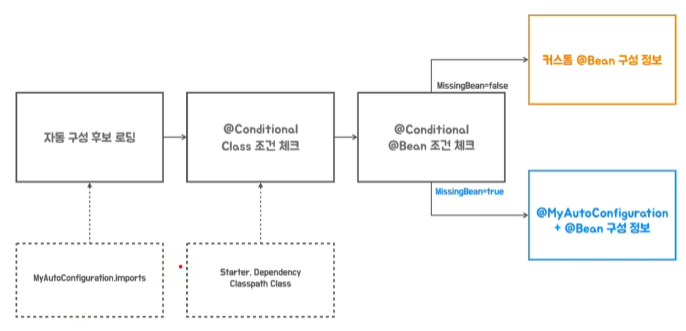 자동 구성 후보 로딩
@Conditional
Class 조건 체크
@Conditional
@Bean 조건 체크
MissingBean=false
커스톰 @Bean 구성 정보
MissingBean=true
@MyAutoConfiguration
+ @Bean 구성 정보
MyAutoConfiguration.imports
Starter. Dependency
Classpath Class